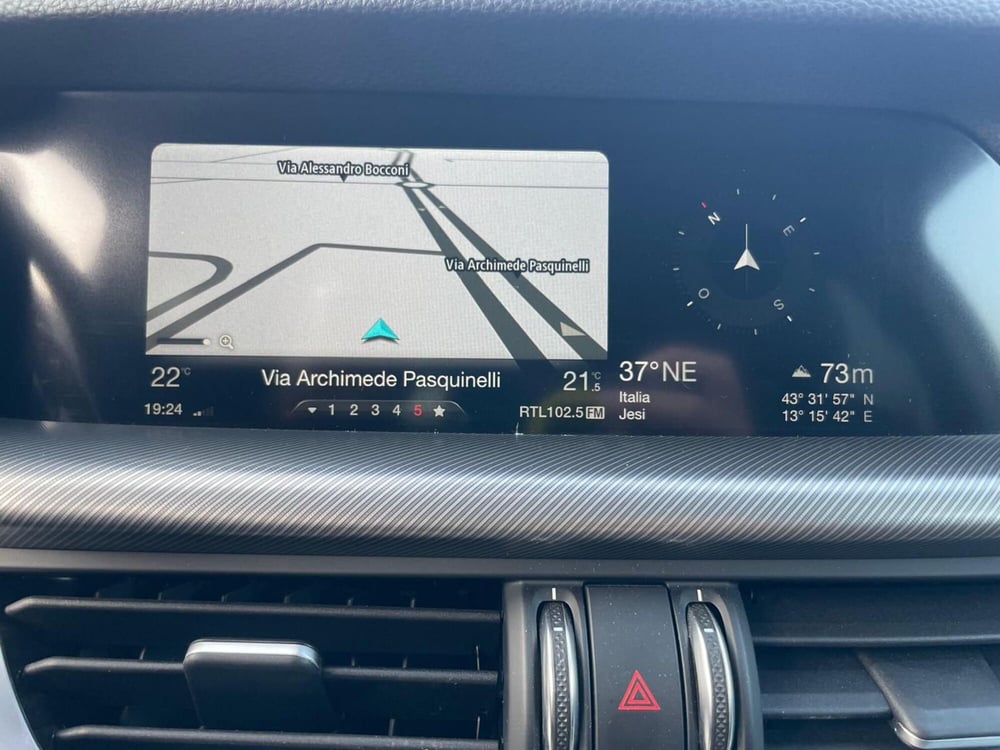 Via Alessandro Bocconi
Via Archimede Pasquinelli
N
E
S
O
22°C
Via Archimede Pasquinelli
21.5°C
19:24
1 2 3 4 5
RTL102.5 FM
37°NE
Italia
Jesi
73m
43° 31' 57" N
13° 15' 42" E